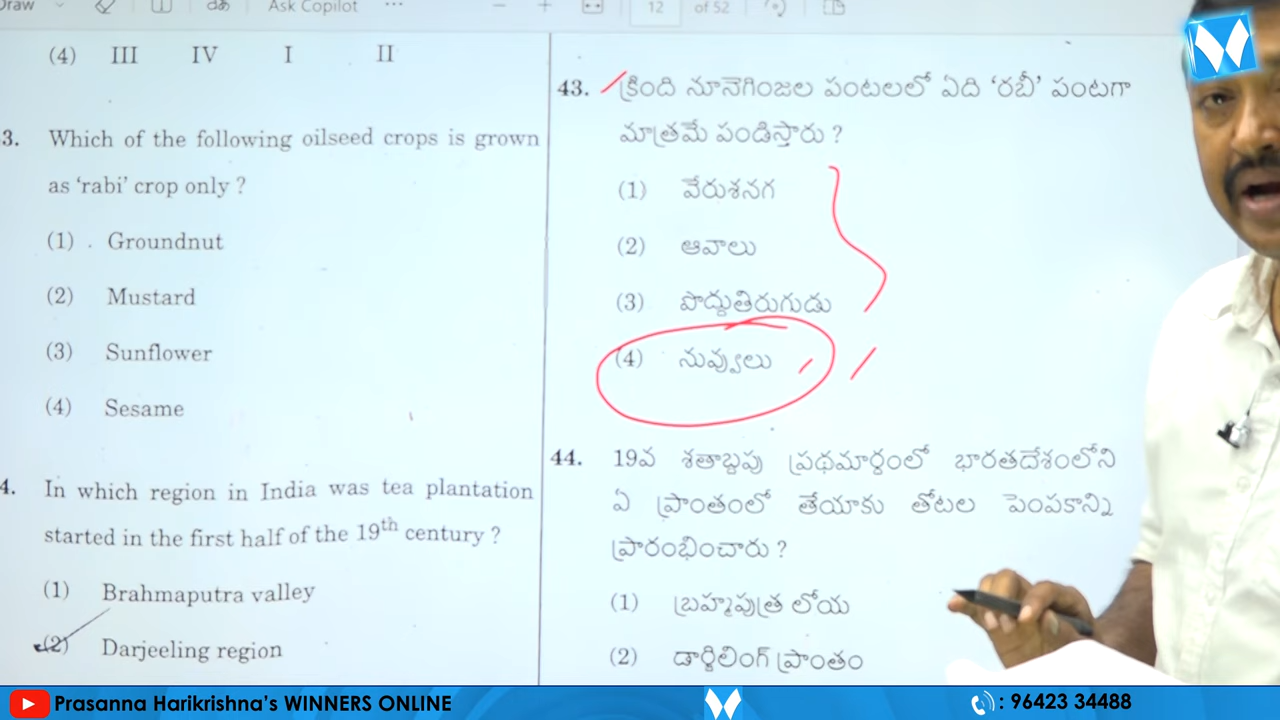 Ask Copilot
12 of 52
(4) III IV I II
3. Which of the following oilseed crops is grown
as ‘rabi’ crop only ?
(1) Groundnut
(2) Mustard
(3) Sunflower
(4) Sesame
4. In which region in India was tea plantation
started in the first half of the 19th century ?
(1) Brahmaputra valley
(2) Darjeeling region
43. క్రింది నూనెగింజల పంటలలో ఏది ‘రబీ’ పంటగా
మాత్రమే పండిస్తారు ?
(1) వేరుశనగ
(2) ఆవాలు
(3) పొద్దుతిరుగుడు
(4) నువ్వులు
44. 19వ శతాబ్దపు ప్రథమార్ధంలో భారతదేశంలోని
ఏ ప్రాంతంలో తేయాకు తోటల పెంపకాన్ని
ప్రారంభించారు ?
(1) బ్రహ్మపుత్ర లోయ
(2) డార్జిలింగ్ ప్రాంతం
Prasanna Harikrishna's WINNERS ONLINE
: 96423 34488